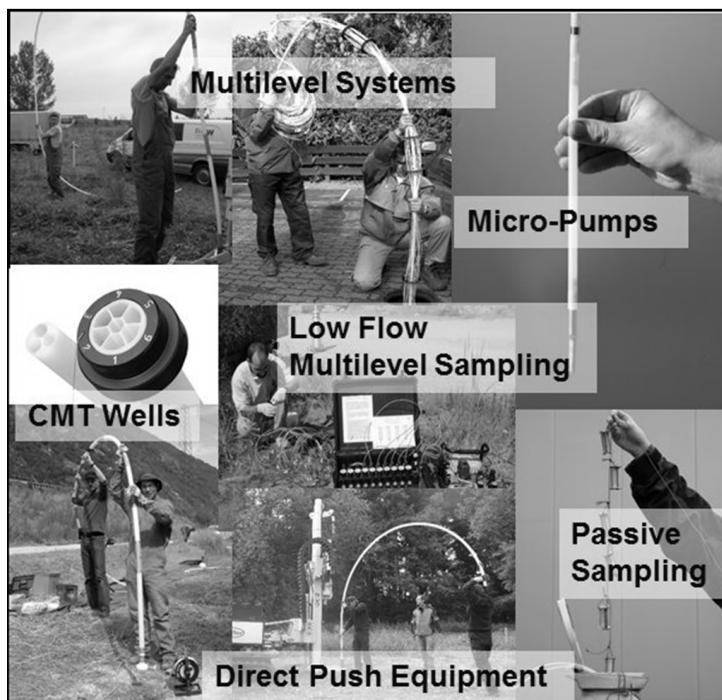 Multilevel Systems
Micro-Pumps
Low Flow
Multilevel Sampling
CMT Wells
Passive
Sampling
Direct Push Equipment